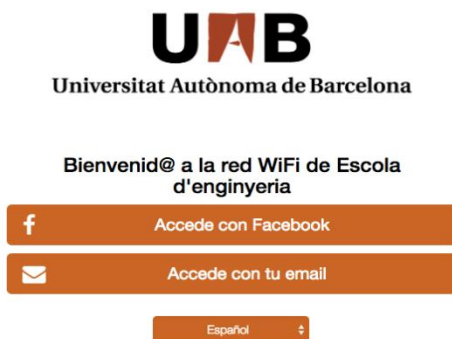 UAB
Universitat Autònoma de Barcelona
Bienvenid@ a la red WiFi de Escola
d'enginyeria
Accede con Facebook
Accede con tu email
Español